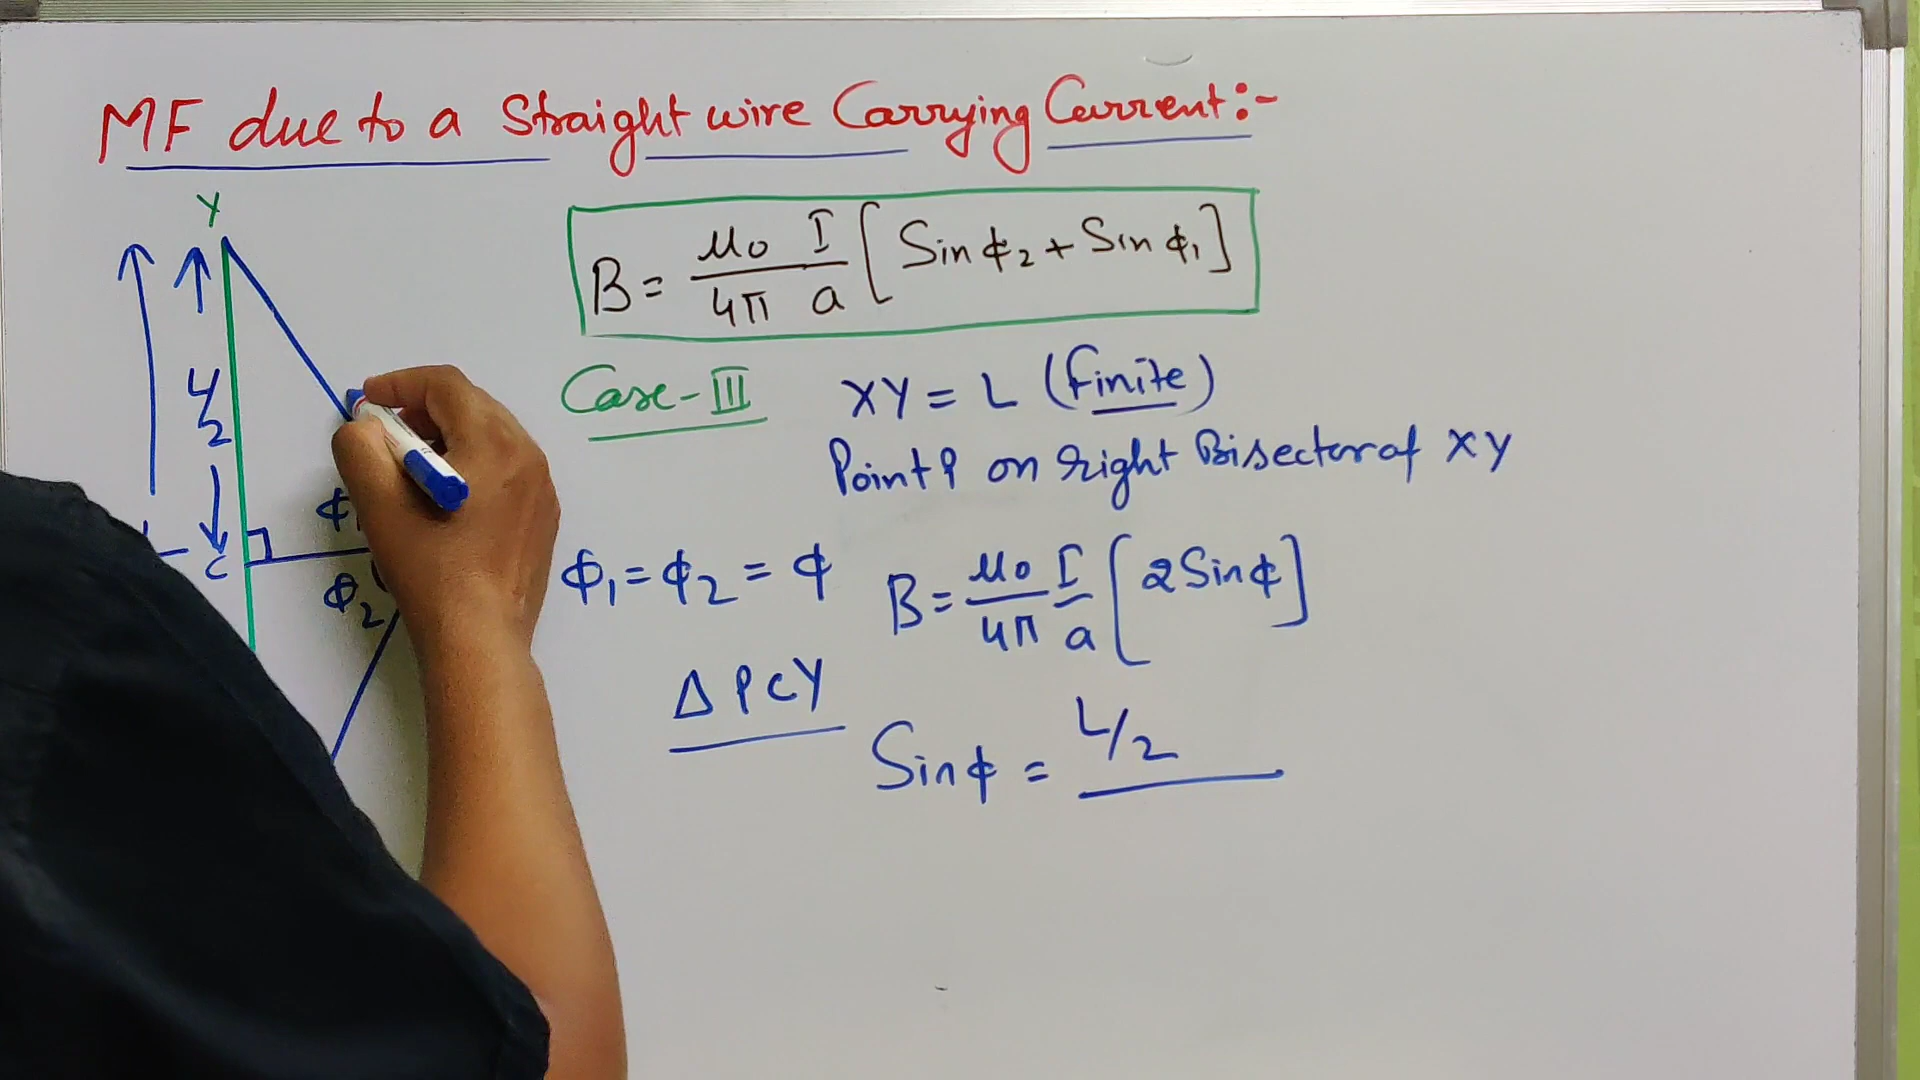 MF due to a Straight wire Carrying Current:-
Y
B = μ₀/4π I/a [Sin ϕ₂ + Sin ϕ₁]
L/2
Case-III XY = L (finite)
Point P on right Bisector of XY
C
ϕ₂
ϕ₁ = ϕ₂ = ϕ B = μ₀/4π I/a [2 Sin ϕ]
Δ PCY
Sin ϕ = L/2